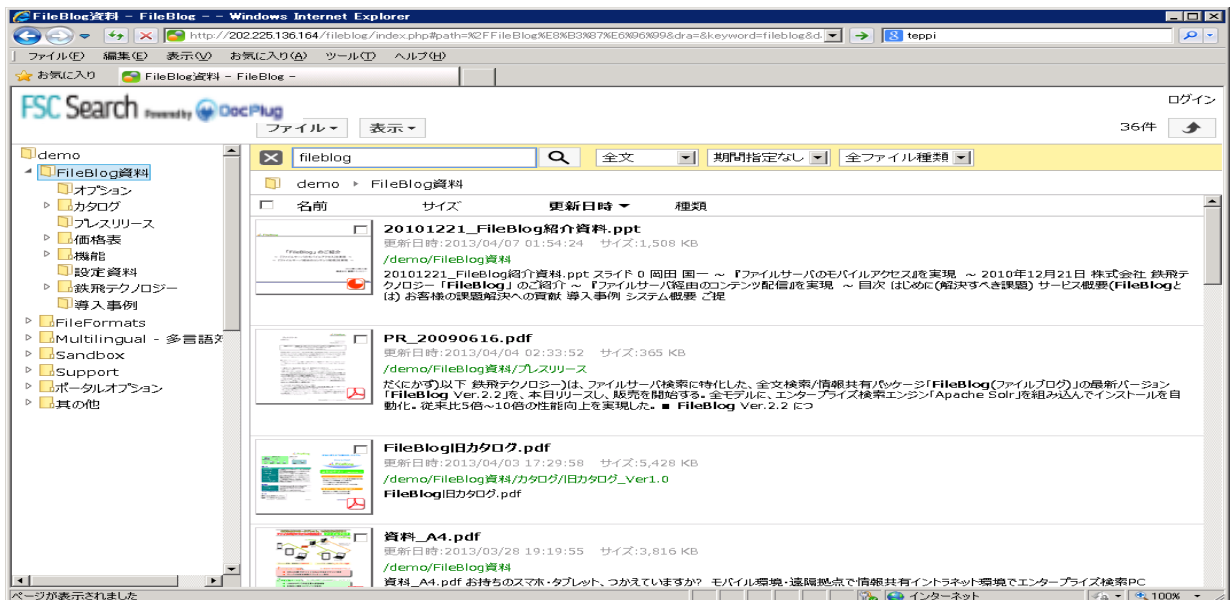 FileBlog資料 - FileBlog - - Windows Internet Explorer
http://202.225.136.164/fileblog/index.php#path=%2FFileBlog%E8%B3%87%E6%96%99&dra=&keyword=fileblog&d
teppi
ファイル(F) 編集(E) 表示(V) お気に入り(A) ツール(T) ヘルプ(H)
お気に入り FileBlog資料 - FileBlog -
FSC Search Powered by DocPlug
ログイン
ファイル 表示 36件
demo
FileBlog資料
オプション
カタログ
プレスリリース
価格表
機能
設定資料
鉄飛テクノロジー
導入事例
FileFormats
Multilingual - 多言語対
Sandbox
Support
ポータルオプション
其の他
fileblog 全文 期間指定なし 全ファイル種類
demo FileBlog資料
名前 サイズ 更新日時 種類
20101221_FileBlog紹介資料.ppt
更新日時:2013/04/07 01:54:24 サイズ:1,508 KB
/demo/FileBlog資料
20101221_FileBlog紹介資料.ppt スライド 0 岡田 国一 ~ 『ファイルサーバのモバイルアクセス』を実現 ~ 2010年12月21日 株式会社 鉄飛テ
クノロジー 「FileBlog」 のご紹介 ~ 『ファイルサーバ経由のコンテンツ配信』を実現 ~ 目次 はじめに(解決すべき課題) サービス概要(FileBlogと
は) お客様の課題解決への貢献 導入事例 システム概要 ご提
PR_20090616.pdf
更新日時:2013/04/04 02:33:52 サイズ:365 KB
/demo/FileBlog資料/プレスリリース
だくにかず)以下 鉄飛テクノロジー)は、ファイルサーバ検索に特化した、全文検索/情報共有パッケージ「FileBlog(ファイルブログ)」の最新バージョン
「FileBlog Ver.2.2」を、本日リリースし、販売を開始する。全モデルに、エンタープライズ検索エンジン「Apache Solr」を組み込んでインストールを自
動化。従来比5倍~10倍の性能向上を実現した。 ■ FileBlog Ver.2.2 につ
FileBlog旧カタログ.pdf
更新日時:2013/04/03 17:29:58 サイズ:5,428 KB
/demo/FileBlog資料/カタログ/旧カタログ_Ver1.0
FileBlog旧カタログ.pdf
資料_A4.pdf
更新日時:2013/03/28 19:19:55 サイズ:3,816 KB
/demo/FileBlog資料
資料_A4.pdf お持ちのスマホ・タブレット、つかえていますか? モバイル環境・遠隔拠点で情報共有イントラネット環境でエンタープライズ検索PC
ページが表示されました インターネット 100%